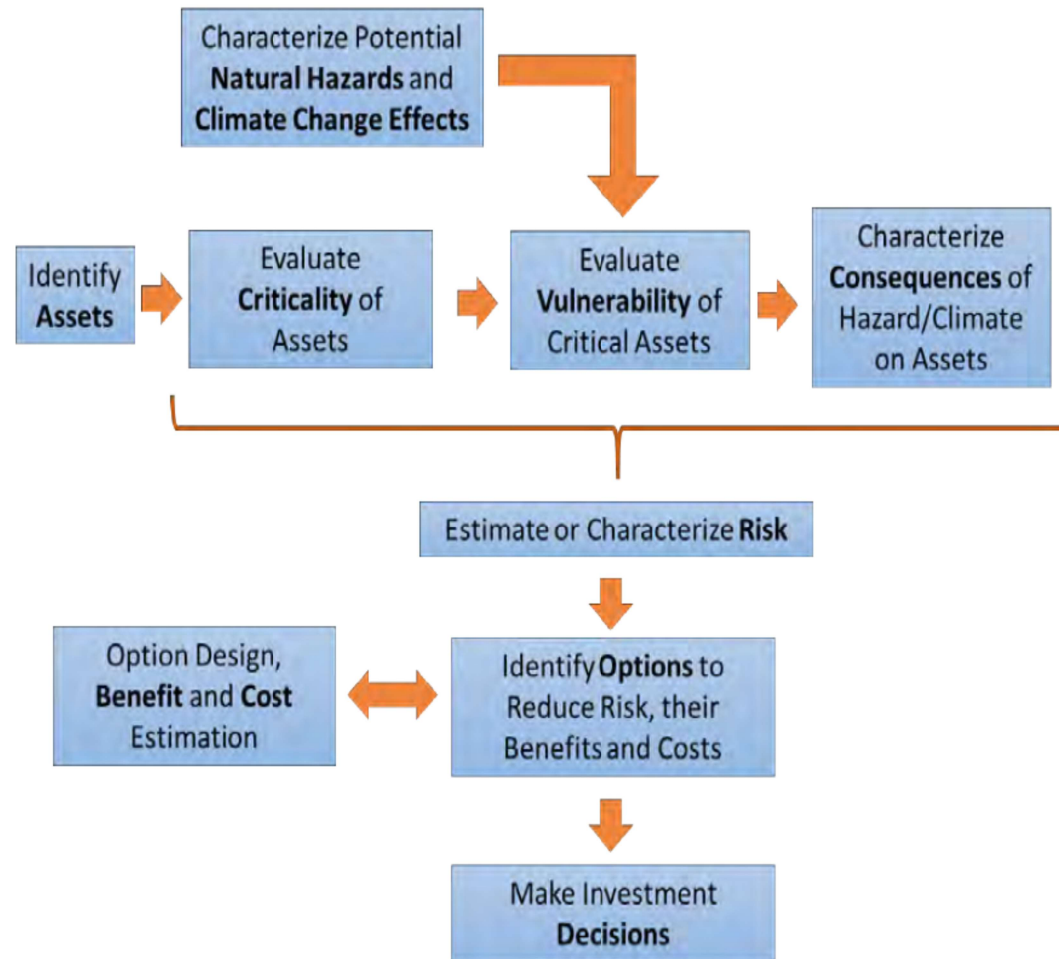 Characterize Potential
Natural Hazards and
Climate Change Effects
Identify
Assets
Evaluate
Criticality of
Assets
Evaluate
Vulnerability of
Critical Assets
Characterize
Consequences of
Hazard/Climate
on Assets
Estimate or Characterize Risk
Option Design,
Benefit and Cost
Estimation
Identify Options to
Reduce Risk, their
Benefits and Costs
Make Investment
Decisions